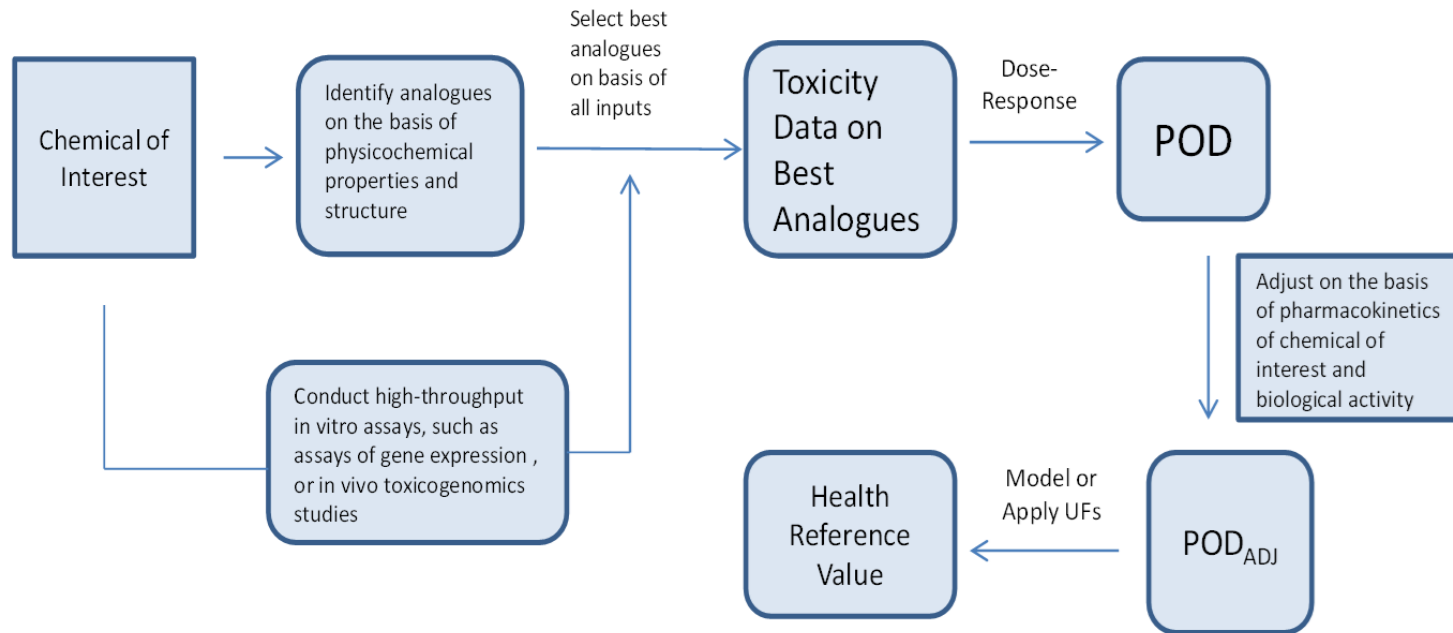 Chemical of
Interest
Identify analogues
on the basis of
physicochemical
properties and
structure
Select best
analogues
on basis of
all inputs
Conduct high-throughput
in vitro assays, such as
assays of gene expression ,
or in vivo toxicogenomics
studies
Toxicity
Data on
Best
Analogues
Dose-
Response
POD
Adjust on the basis
of pharmacokinetics
of chemical of
interest and
biological activity
POD_ADJ
Model or
Apply UFs
Health
Reference
Value